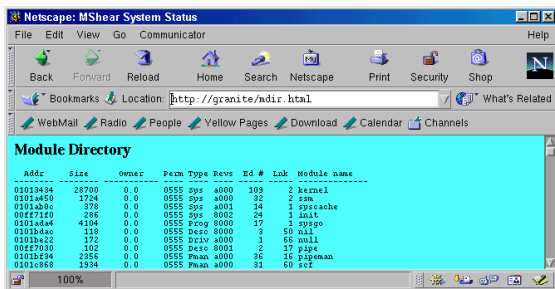 Netscape: MShear System Status
File Edit View Go Communicator Help
Back Forward Reload Home Search Netscape Print Security Shop
Bookmarks Location: http://granite/mdir.html What's Related
WebMail Radio People Yellow Pages Download Calendar Channels
Module Directory
Addr Size Owner Perm Type Revs Ed # Lnk Module name
01013434 28700 0.0 0555 Sys a000 109 2 kernel
0101a450 1724 0.0 0555 Sys a000 32 2 ssm
0101ab0c 378 0.0 0555 Sys a001 14 1 syscache
00ff71f0 286 0.0 0555 Sys 8002 24 1 init
0101ada4 4104 0.0 0555 Prog 8000 17 1 sysgo
0101bdac 118 0.0 0555 Desc 8000 3 50 nil
0101be22 172 0.0 0555 Driv a000 1 66 null
00ff7030 102 0.0 0555 Desc 8001 2 17 pipe
0101bf34 2356 0.0 0555 Fman a000 36 16 pipeman
0101c868 1934 0.0 0555 Fman a000 31 60 scf
100%